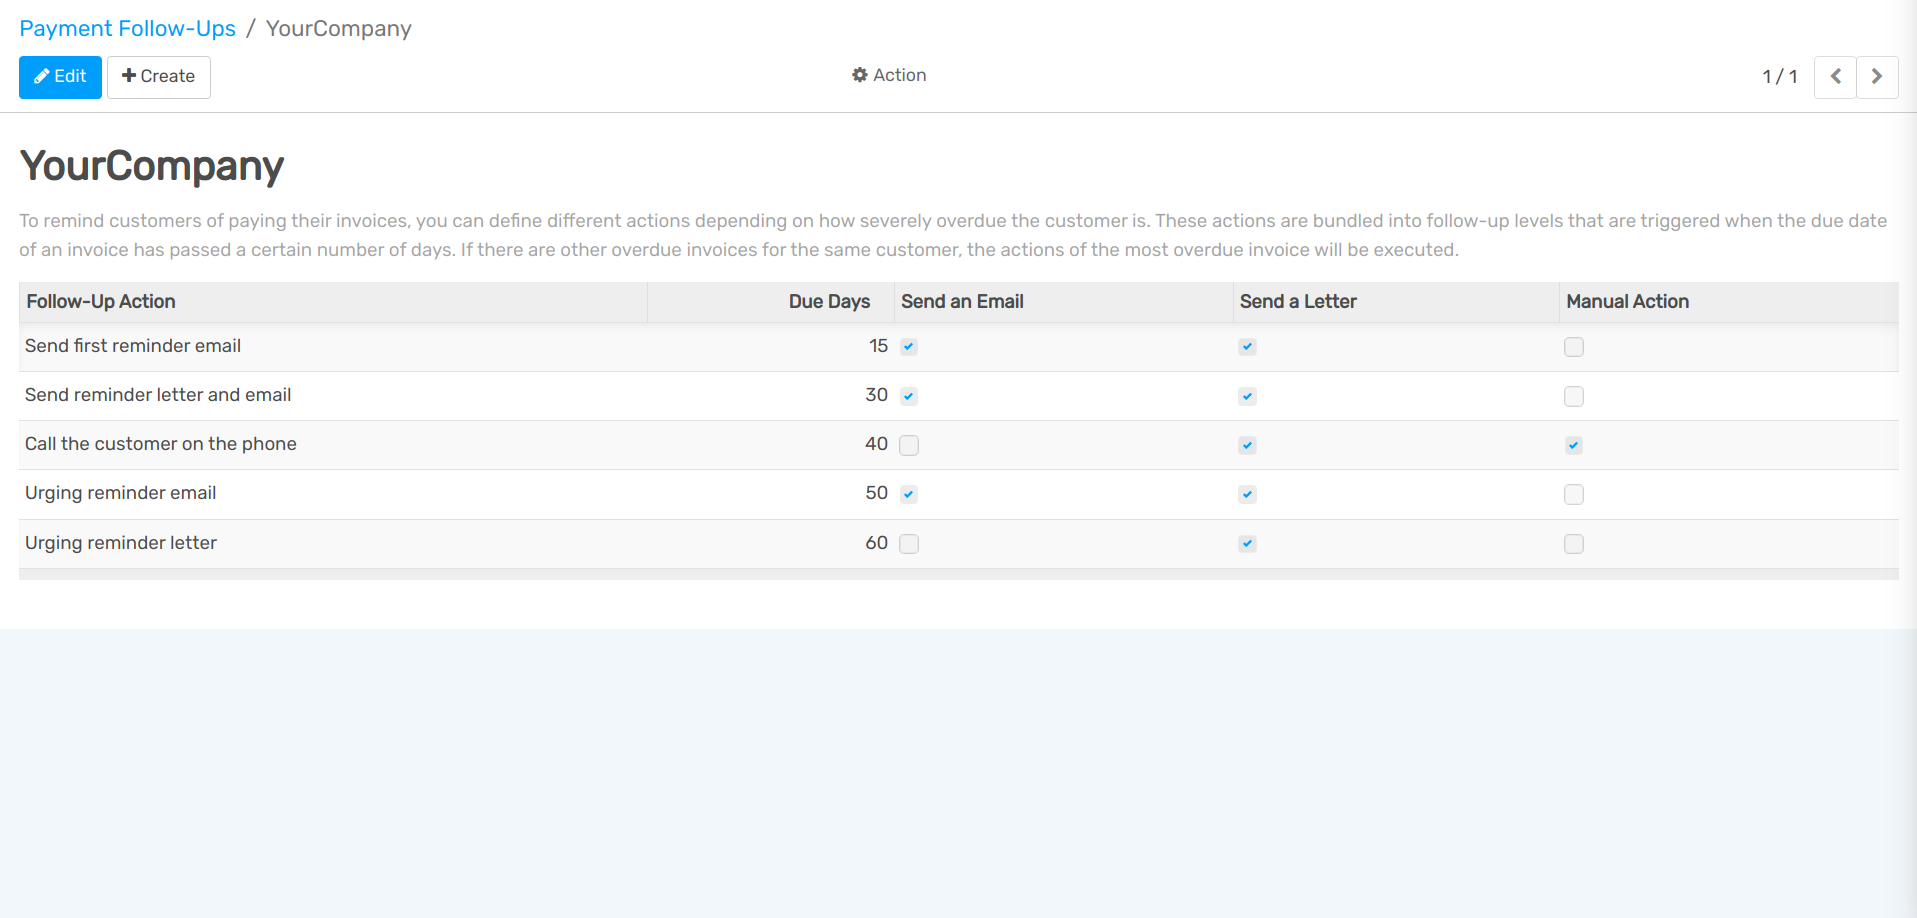 Payment Follow-Ups / YourCompany
Edit Create Action 1 / 1
YourCompany
To remind customers of paying their invoices, you can define different actions depending on how severely overdue the customer is. These actions are bundled into follow-up levels that are triggered when the due date
of an invoice has passed a certain number of days. If there are other overdue invoices for the same customer, the actions of the most overdue invoice will be executed.
Follow-Up Action Due Days Send an Email Send a Letter Manual Action
Send first reminder email 15
Send reminder letter and email 30
Call the customer on the phone 40
Urging reminder email 50
Urging reminder letter 60